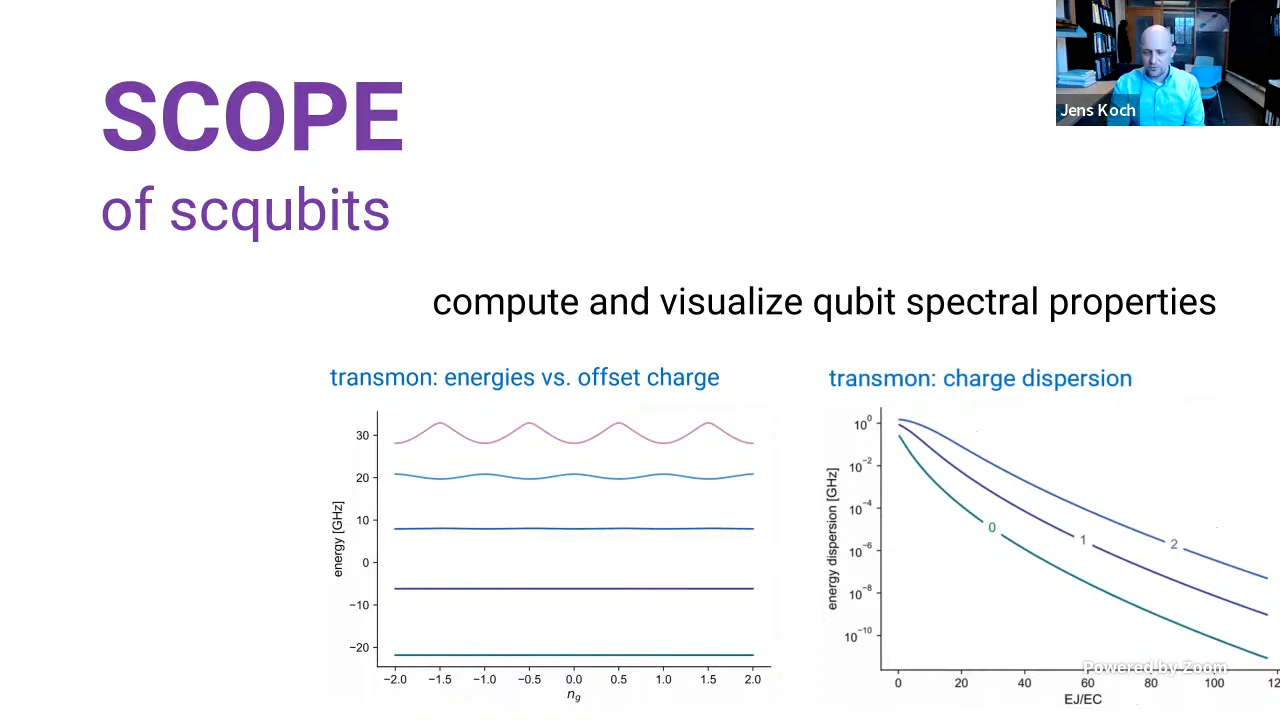 SCOPE
of scqubits
Jens Koch
compute and visualize qubit spectral properties
transmon: energies vs. offset charge
30
20
10
0
−10
−20
energy [GHz]
−2.0 −1.5 −1.0 −0.5 0.0 0.5 1.0 1.5 2.0
n_g
transmon: charge dispersion
10^0
10^−2
10^−4
10^−6
10^−8
10^−10
energy dispersion [GHz]
0
1
2
0 20 40 60 80 100 12
EJ/EC
Powered by Zoom